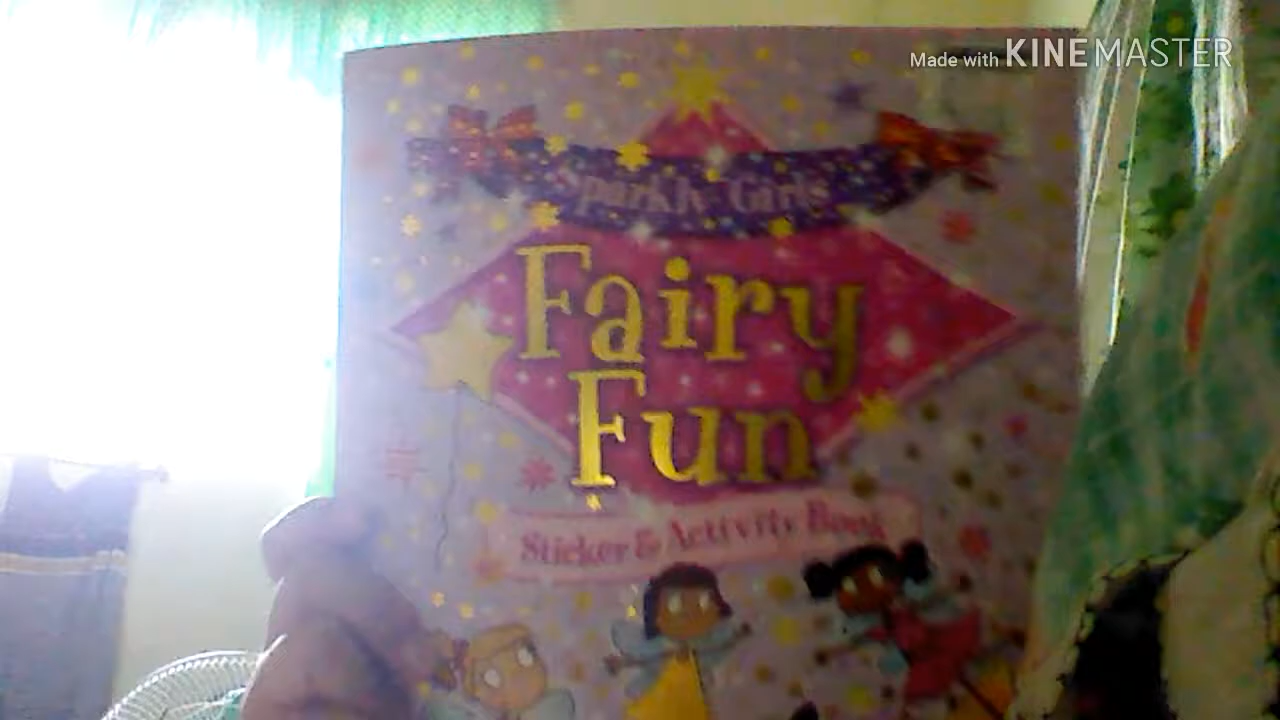 Made with KINEMASTER
Sparkly Girls
Fairy
Fun
Sticker & Activity Book